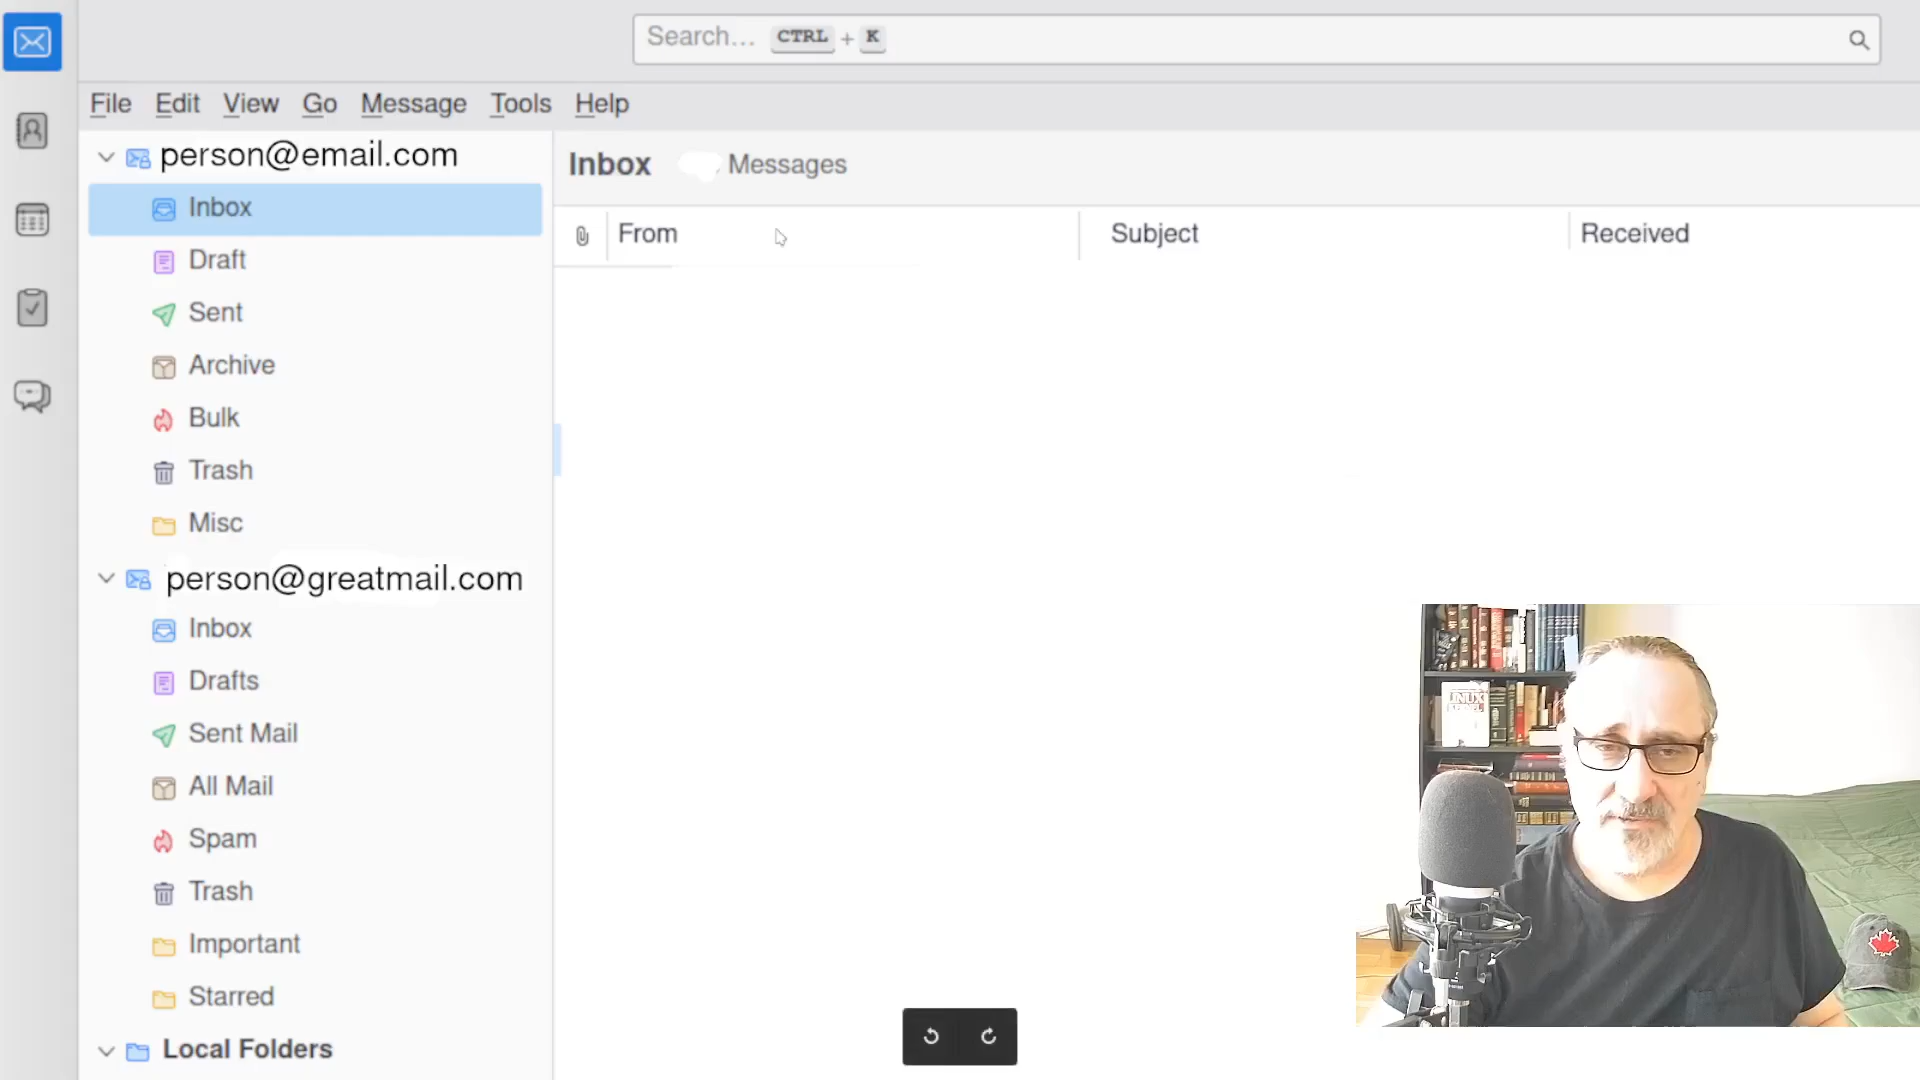 Search... CTRL + K
File Edit View Go Message Tools Help
person@email.com
Inbox
Draft
Sent
Archive
Bulk
Trash
Misc
person@greatmail.com
Inbox
Drafts
Sent Mail
All Mail
Spam
Trash
Important
Starred
Local Folders
Inbox Messages
From Subject Received
LINUX
KERNEL